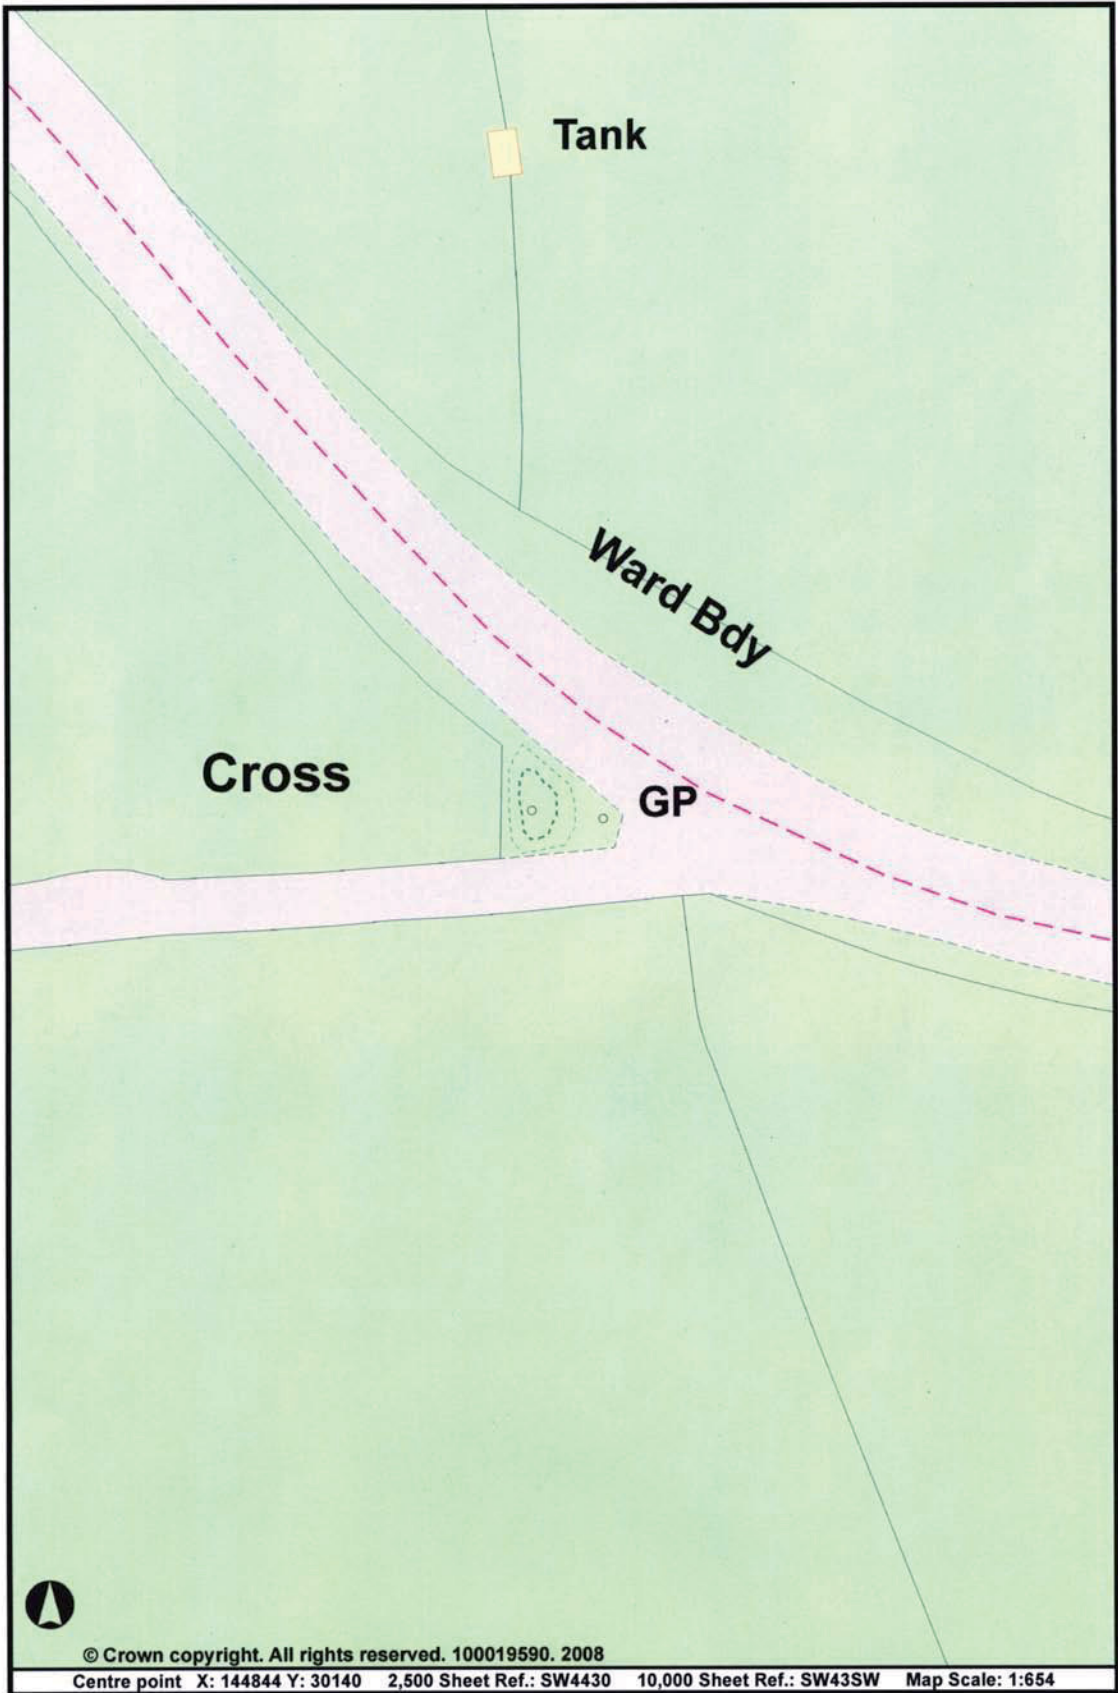 Tank
Ward Bdy
Cross
GP
© Crown copyright. All rights reserved. 100019590. 2008
Centre point X: 144844 Y: 30140 2,500 Sheet Ref.: SW4430 10,000 Sheet Ref.: SW43SW Map Scale: 1:654